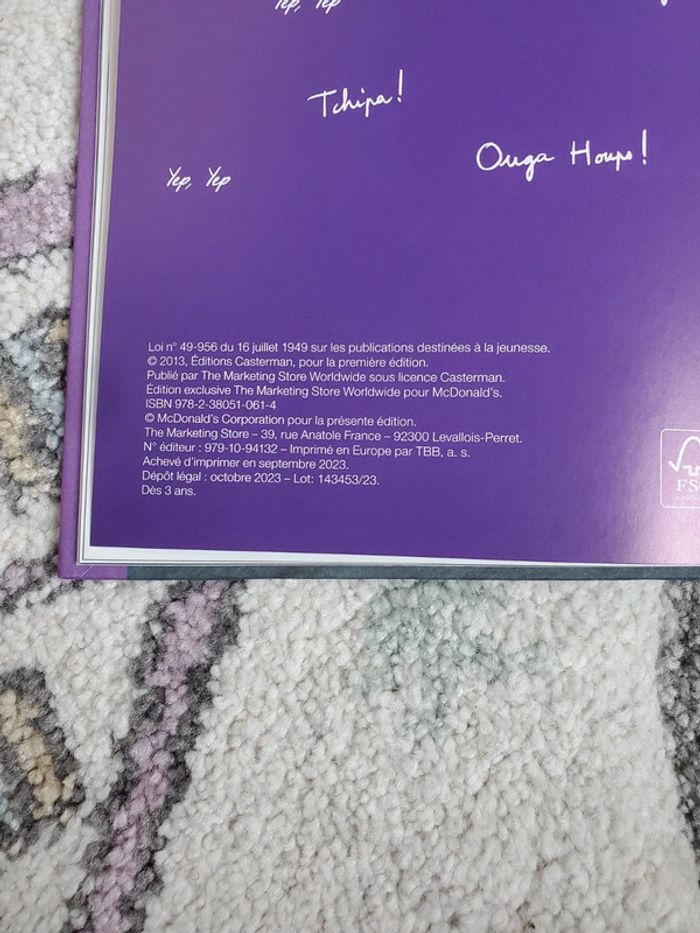 Yep, Yep
Tchipa!
Ouga Houps!
Yep, Yep
Loi n° 49-956 du 16 juillet 1949 sur les publications destinées à la jeunesse.
© 2013, Éditions Casterman, pour la première édition.
Publié par The Marketing Store Worldwide sous licence Casterman.
Édition exclusive The Marketing Store Worldwide pour McDonald's.
ISBN 978-2-38051-061-4
© McDonald's Corporation pour la présente édition.
The Marketing Store – 39, rue Anatole France – 92300 Levallois-Perret.
N° éditeur : 979-10-94132 – Imprimé en Europe par TBB, a. s.
Achevé d'imprimer en septembre 2023.
Dépôt légal : octobre 2023 – Lot: 143453/23.
Dès 3 ans.
FS